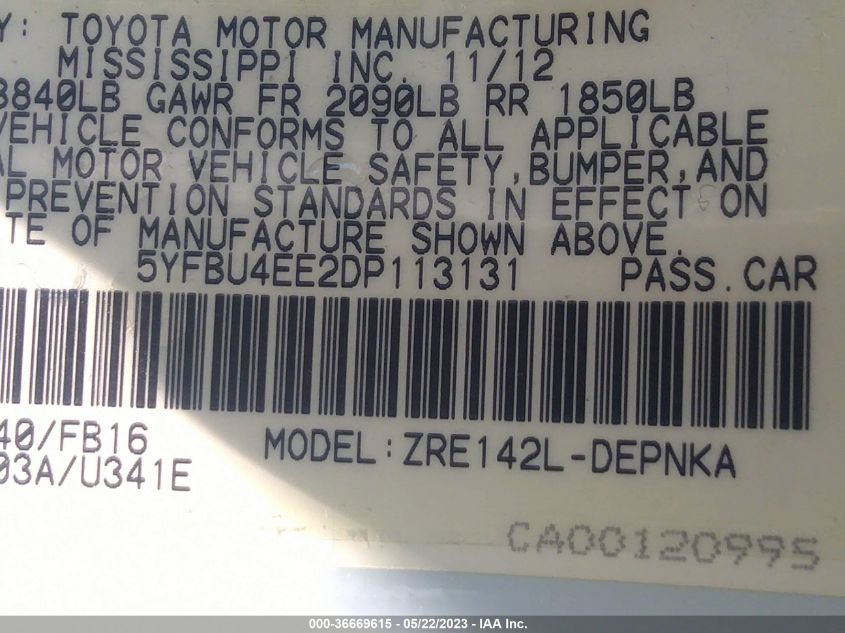 Y: TOYOTA MOTOR MANUFACTURING
MISSISSIPPI INC. 11/12
3840LB GAWR FR 2090LB RR 1850LB
VEHICLE CONFORMS TO ALL APPLICABLE
AL MOTOR VEHICLE SAFETY, BUMPER, AND
PREVENTION STANDARDS IN EFFECT ON
TE OF MANUFACTURE SHOWN ABOVE.
5YFBU4EE2DP113131 PASS. CAR
40/FB16 MODEL: ZRE142L-DEPNKA
03A/U341E
CA00120995
000-36669615 - 05/22/2023 - IAA Inc.